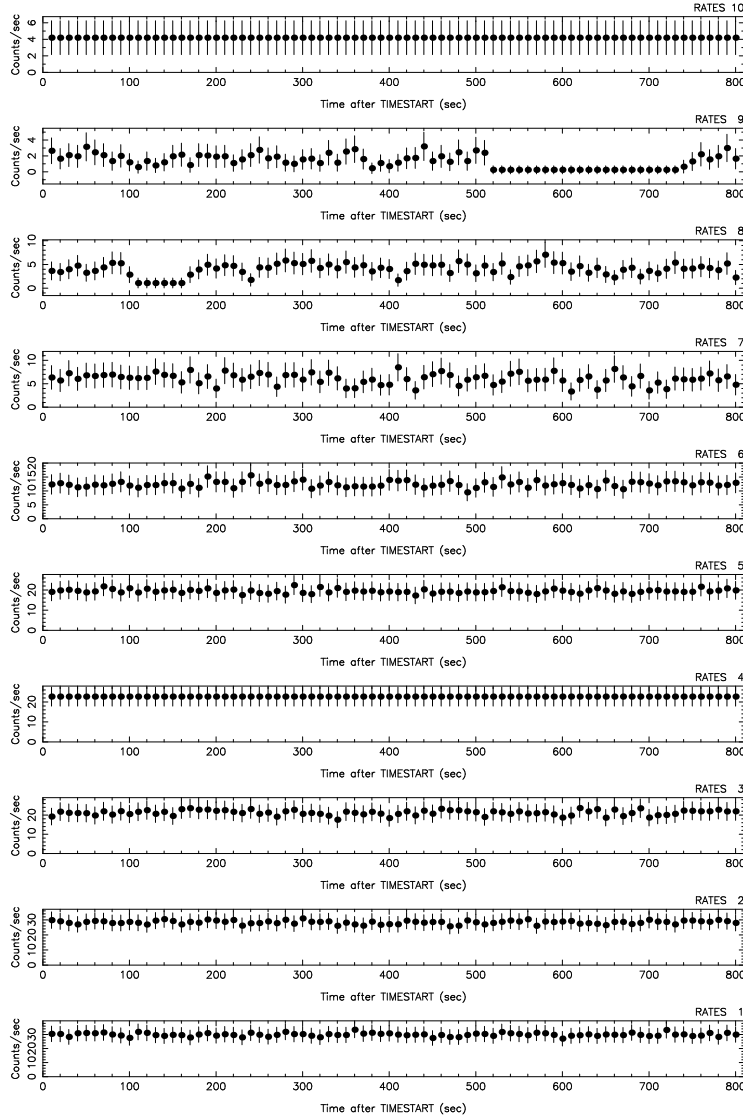 RATES 10
6
4
2
0
Counts/sec
0 100 200 300 400 500 600 700 800
Time after TIMESTART (sec)
RATES 9
4
2
0
Counts/sec
0 100 200 300 400 500 600 700 800
Time after TIMESTART (sec)
RATES 8
10
5
0
Counts/sec
0 100 200 300 400 500 600 700 800
Time after TIMESTART (sec)
RATES 7
10
5
0
Counts/sec
0 100 200 300 400 500 600 700 800
Time after TIMESTART (sec)
RATES 6
20
15
10
5
0
Counts/sec
0 100 200 300 400 500 600 700 800
Time after TIMESTART (sec)
RATES 5
20
10
0
Counts/sec
0 100 200 300 400 500 600 700 800
Time after TIMESTART (sec)
RATES 4
20
10
0
Counts/sec
0 100 200 300 400 500 600 700 800
Time after TIMESTART (sec)
RATES 3
20
10
0
Counts/sec
0 100 200 300 400 500 600 700 800
Time after TIMESTART (sec)
RATES 2
30
20
10
0
Counts/sec
0 100 200 300 400 500 600 700 800
Time after TIMESTART (sec)
RATES 1
30
20
10
0
Counts/sec
0 100 200 300 400 500 600 700 800
Time after TIMESTART (sec)